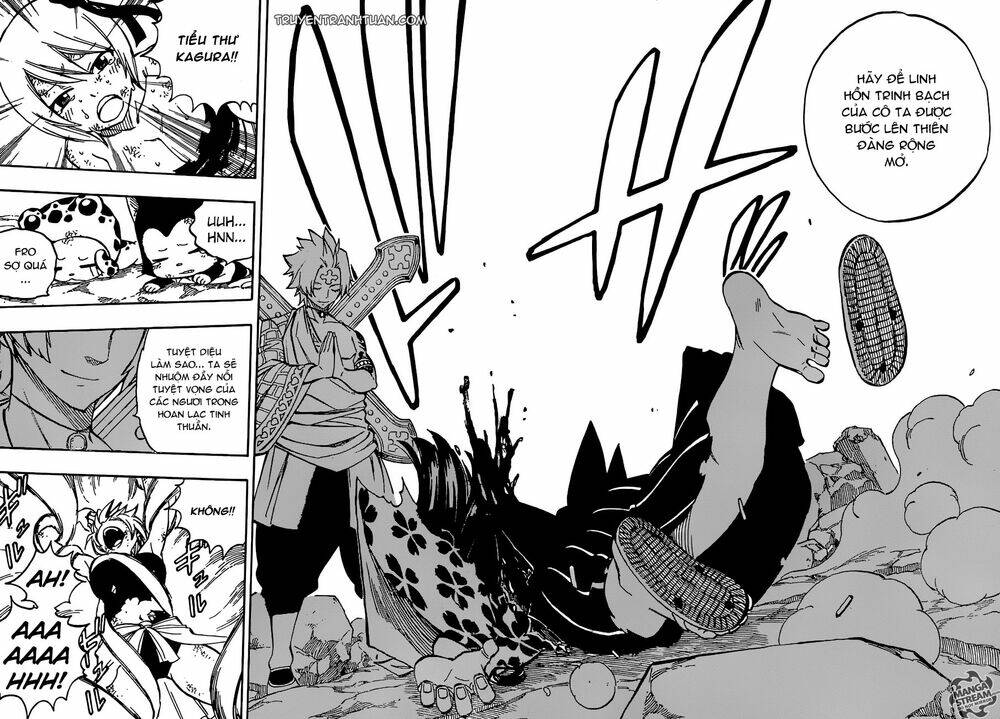 TRUYENTRANHTUAN.COM
TIỂU THƯ
KAGURA!!
UUH...
HNN...
FRO
SỢ QUÁ
...
TUYỆT DIỆU
LÀM SAO... TA SẼ
NHUỘM ĐẦY NỖI
TUYỆT VỌNG CỦA
CÁC NGƯƠI TRONG
HOAN LẠC TINH
THUẦN.
KHÔNG!!
AH!
AAA
AAAA
HHH!
HÃY ĐỂ LINH
HỒN TRINH BẠCH
CỦA CÔ TA ĐƯỢC
BƯỚC LÊN THIÊN
ĐÀNG RỘNG
MỞ.
MANGA
STREAM